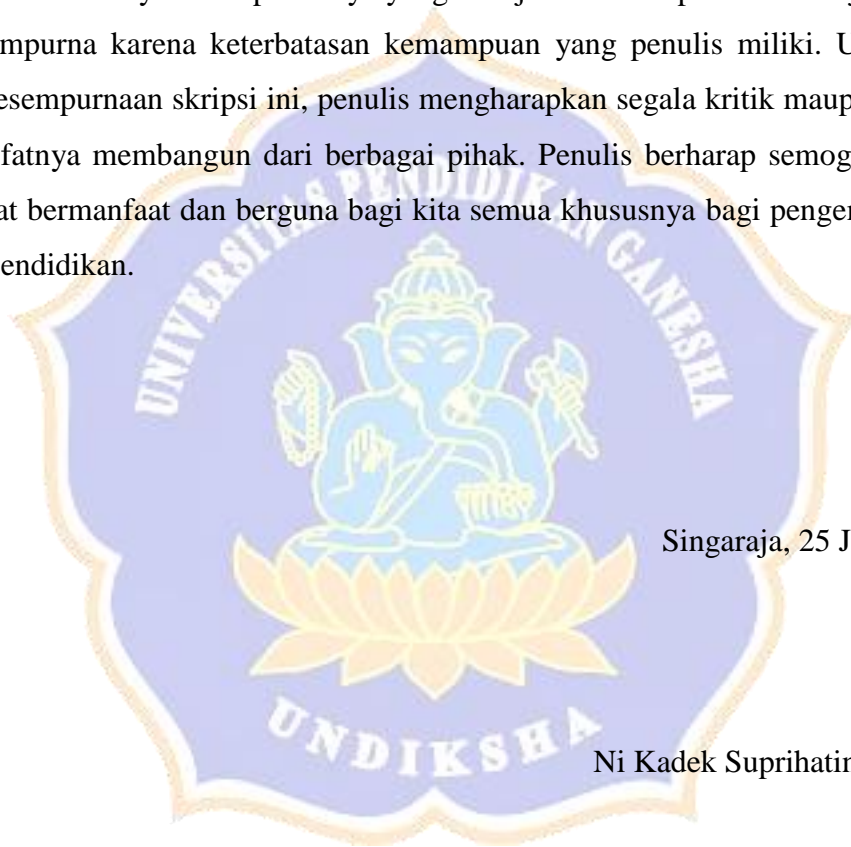 mpurna karena keterbatasan kemampuan yang penulis miliki. U
esempurnaan skripsi ini, penulis mengharapkan segala kritik maup
fatnya membangun dari berbagai pihak. Penulis berharap semog
at bermanfaat dan berguna bagi kita semua khususnya bagi penger
endidikan.
UNIVERSITAS PENDIDIKAN GANESHA
Singaraja, 25 J
UNDIKSHA
Ni Kadek Suprihatin